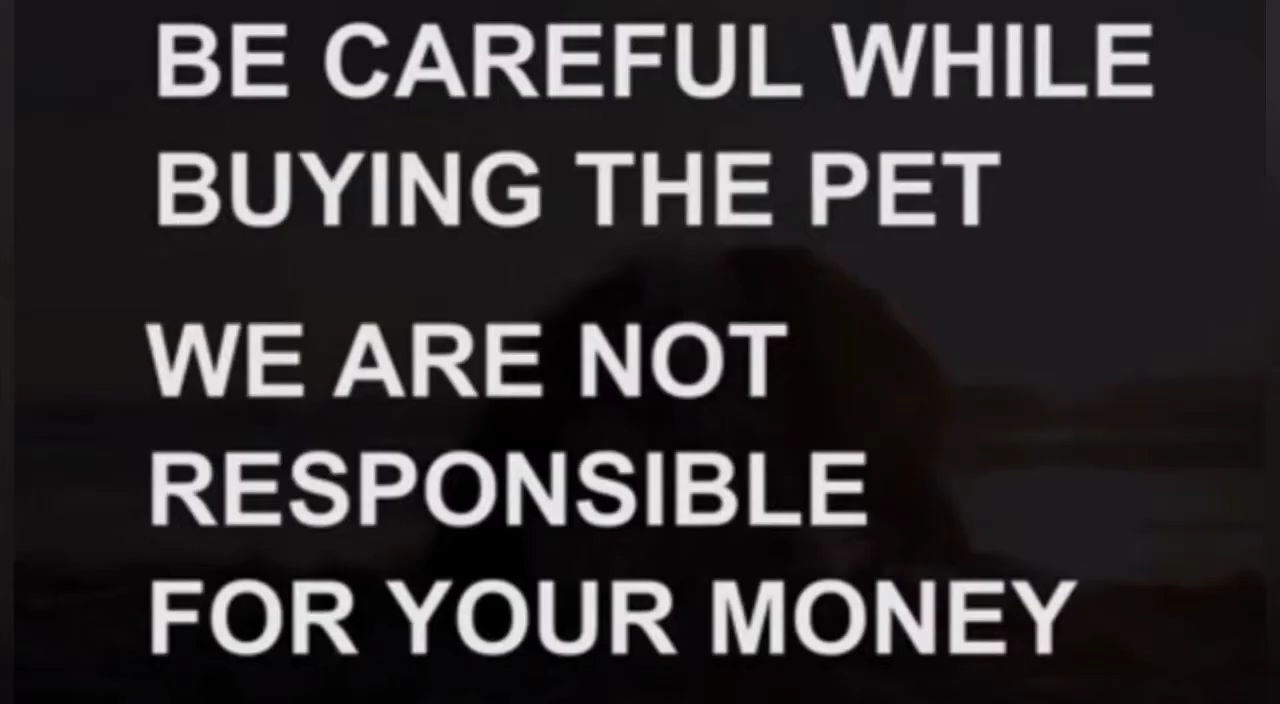 BE CAREFUL WHILE
BUYING THE PET
WE ARE NOT
RESPONSIBLE
FOR YOUR MONEY